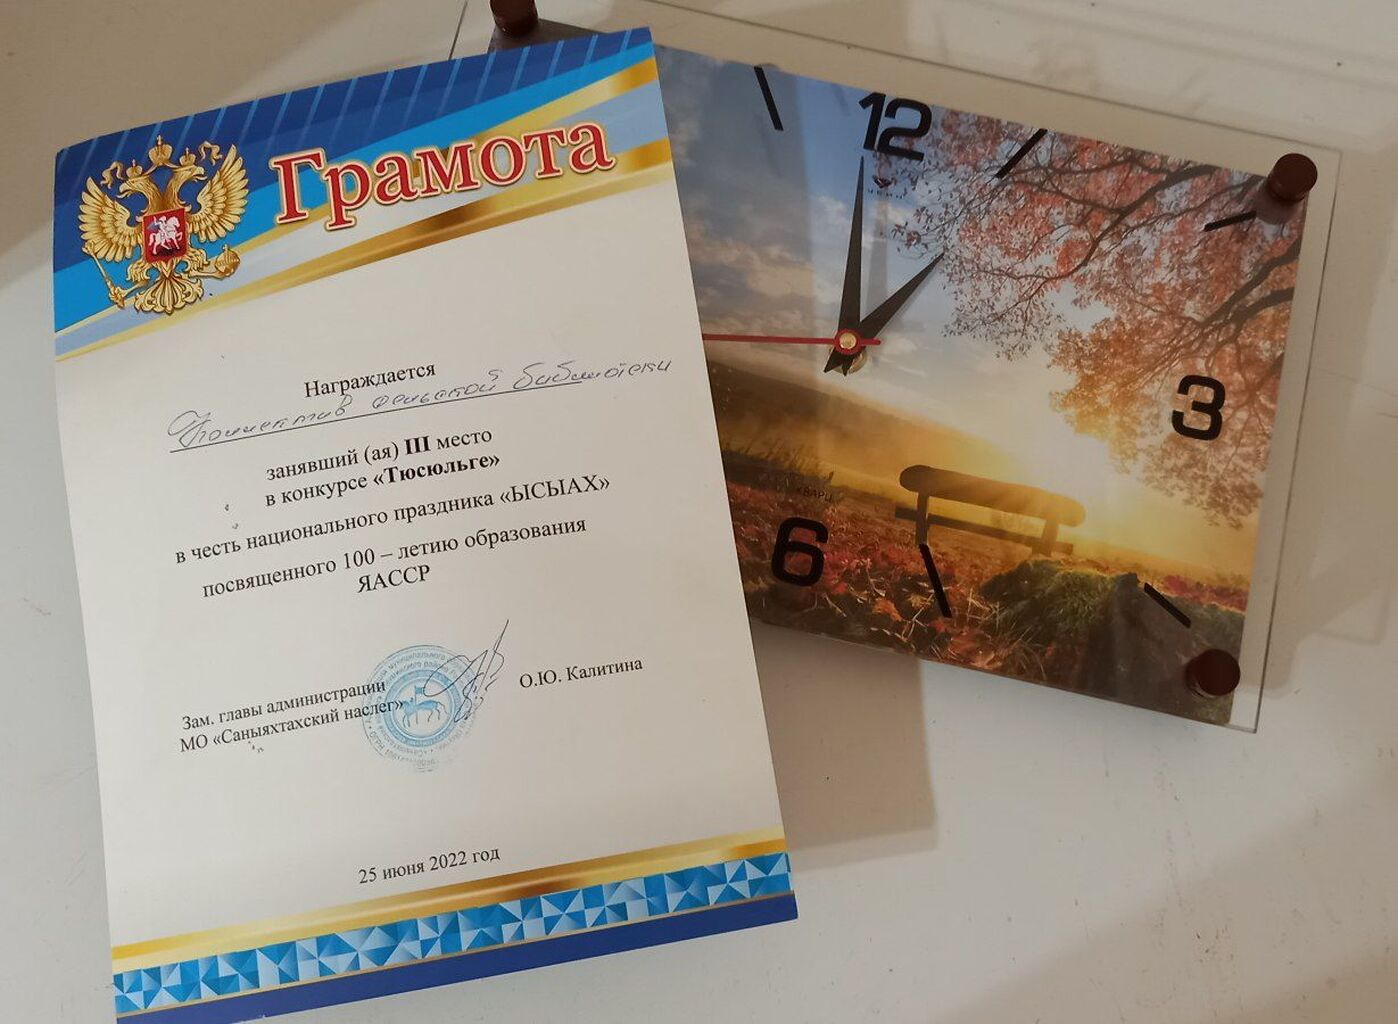 Грамота
Награждается
Коллектив сельской библиотеки
занявший (ая) III место
в конкурсе «Тюсюльге»
в честь национального праздника «ЫСЫАХ»
посвященного 100 – летию образования
ЯАССР
Зам. главы администрации
МО «Саныяхтахский наслег»
О.Ю. Калитина
25 июня 2022 год
12
3
КВАРЦ
6